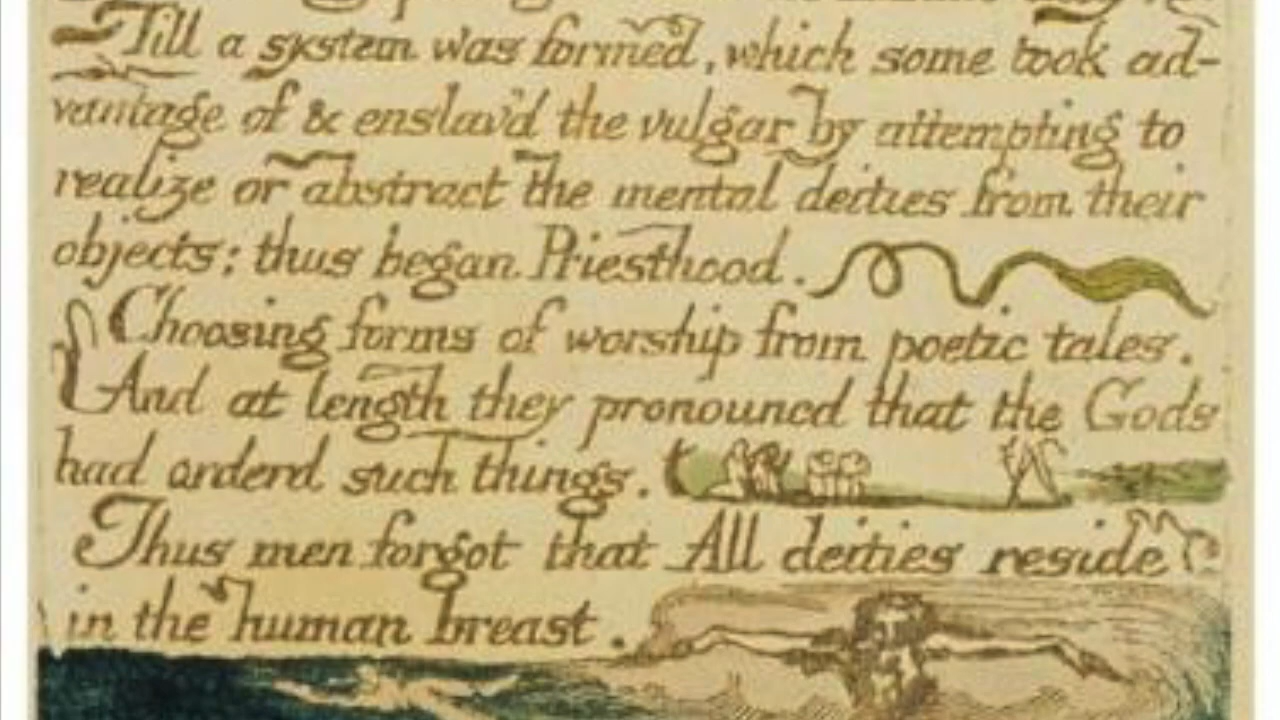 Till a system was formed, which some took ad-
vantage of & enslav'd the vulgar by attempting to
realize or abstract the mental deities from their
objects: thus began Priesthood.
Choosing forms of worship from poetic tales.
And at length they pronouncd that the Gods
had orderd such things.
Thus men forgot that All deities reside
in the human breast.